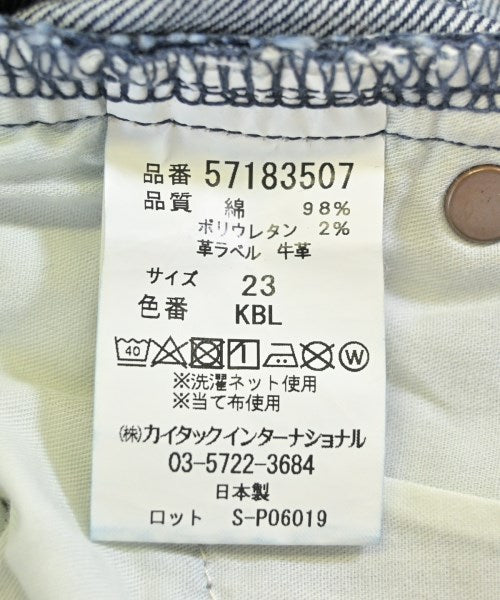 品番 57183507
品質 綿 98%
ポリウレタン 2%
革ラベル 牛革
サイズ 23
色番 KBL
40 W
※洗濯ネット使用
※当て布使用
㈱カイタックインターナショナル
03-5722-3684
日本製
ロット S-P06019